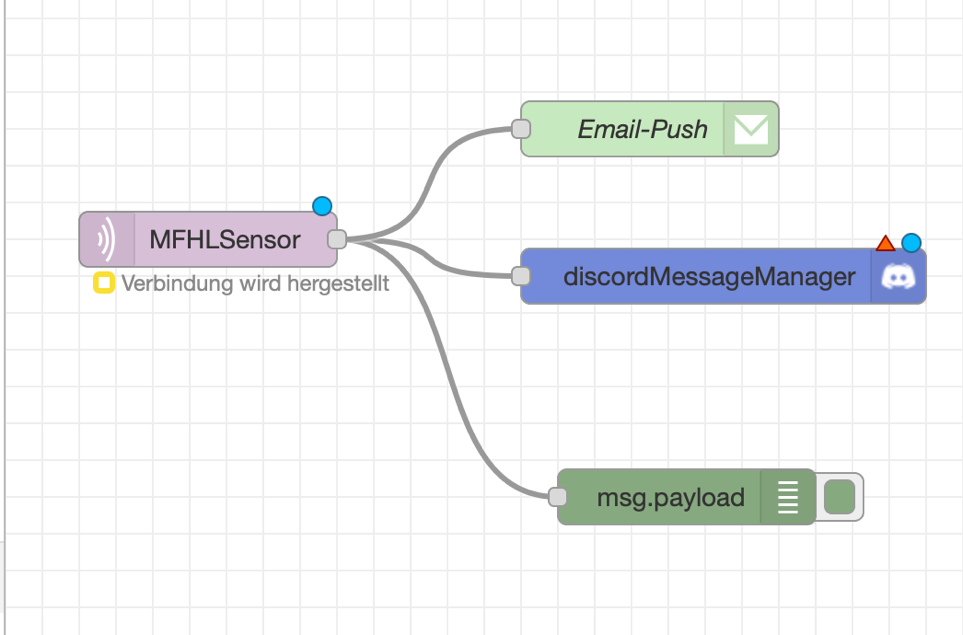 Email-Push
MFHLSensor
Verbindung wird hergestellt
discordMessageManager
msg.payload